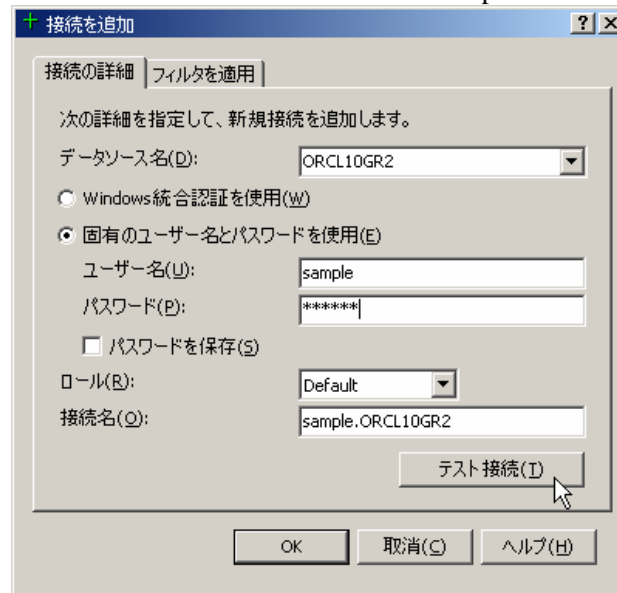 接続を追加
接続の詳細 フィルタを適用
次の詳細を指定して、新規接続を追加します。
データソース名(D): ORCL10GR2
Windows統合認証を使用(W)
固有のユーザー名とパスワードを使用(E)
ユーザー名(U): sample
パスワード(P): ******
パスワードを保存(S)
ロール(R): Default
接続名(O): sample.ORCL10GR2
テスト接続(T)
OK 取消(C) ヘルプ(H)